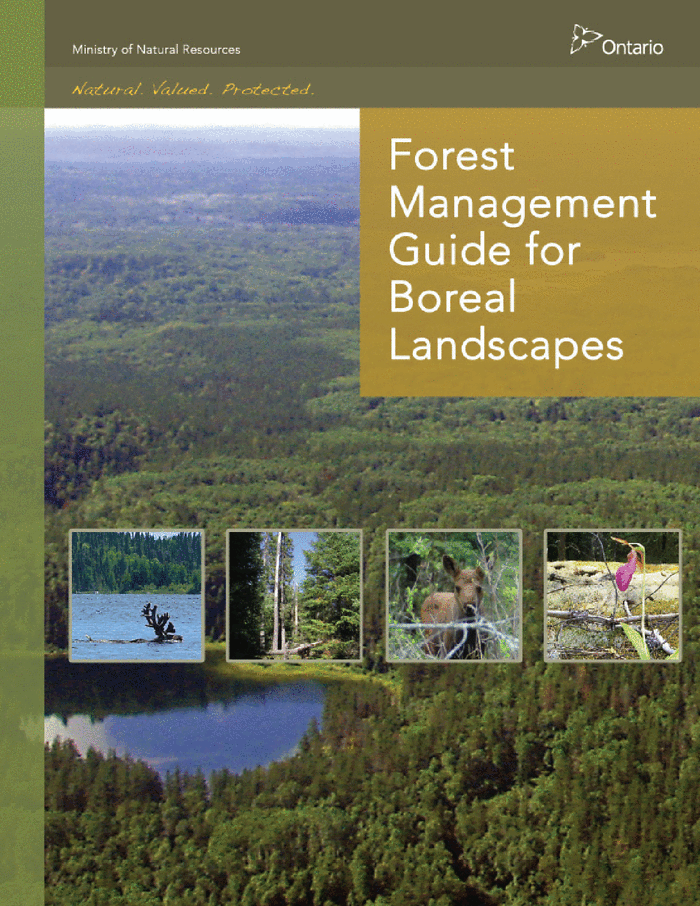 Ministry of Natural Resources
Ontario
Natural. Valued. Protected.
Forest
Management
Guide for
Boreal
Landscapes